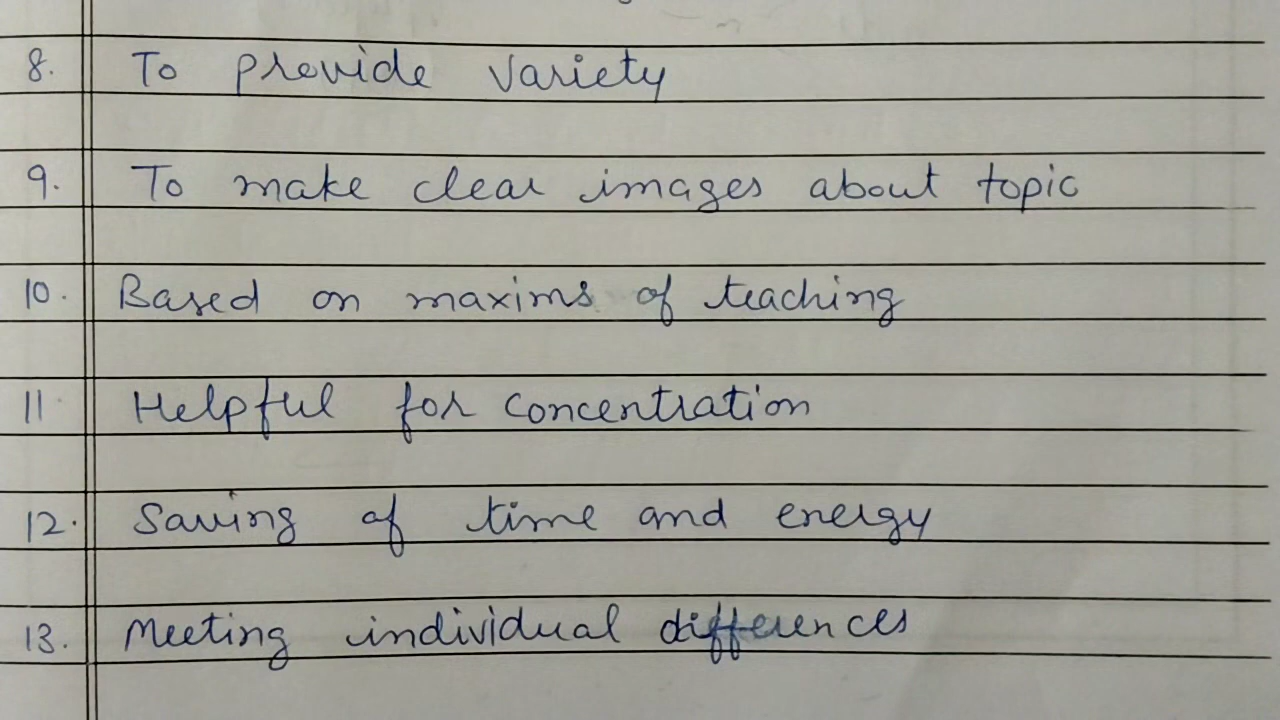 8. To provide variety
9. To make clear images about topic
10. Based on maxims of teaching
11. Helpful for concentration
12. Saving of time and energy
13. Meeting individual differences